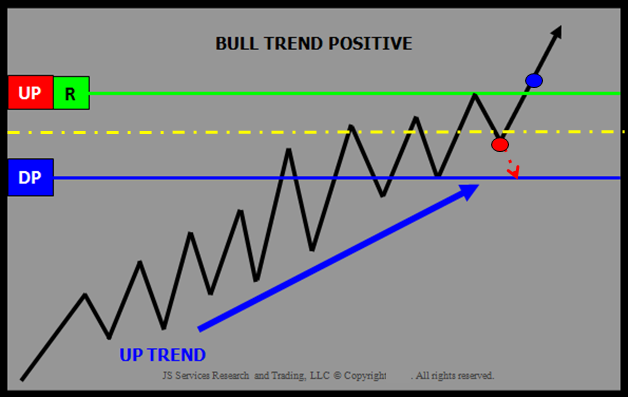 BULL TREND POSITIVE
UP R
DP
UP TREND
JS Services Research and Trading, LLC © Copyright . All rights reserved.